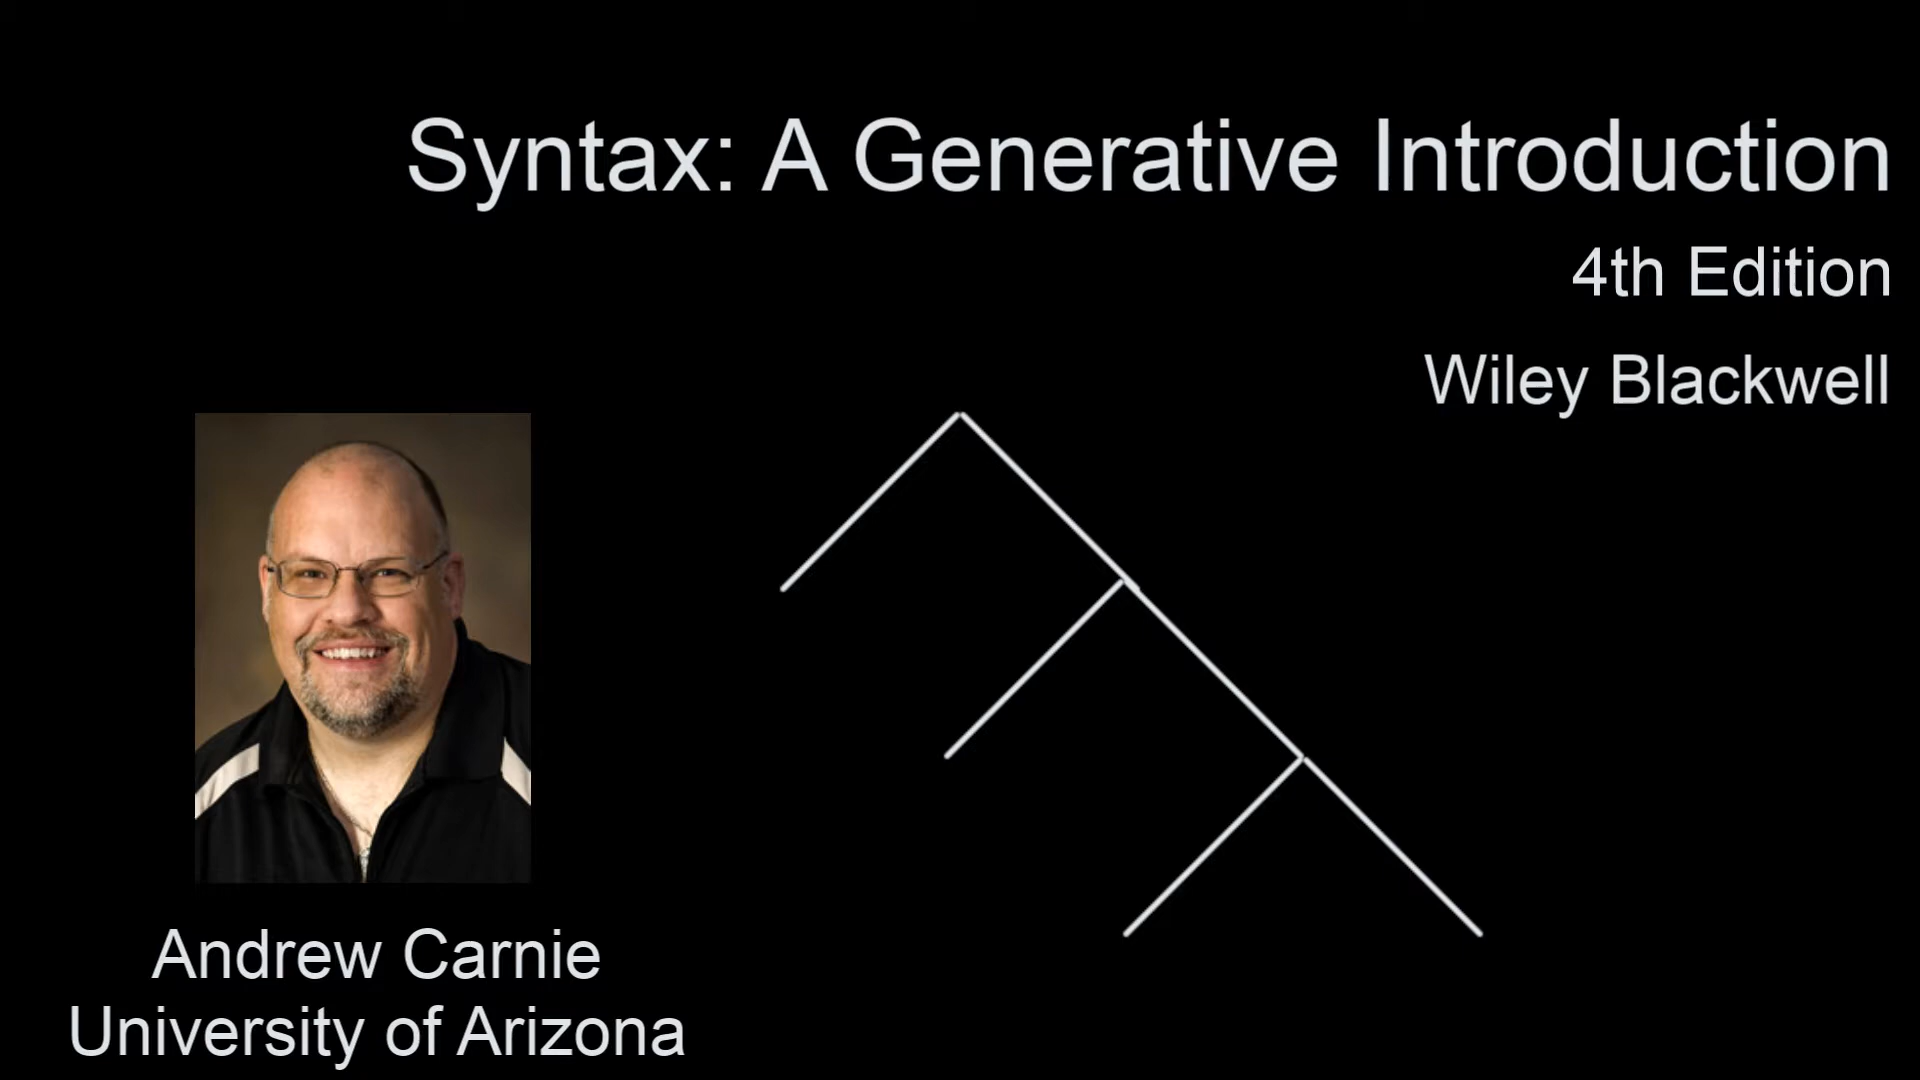 Syntax: A Generative Introduction
4th Edition
Wiley Blackwell
Andrew Carnie
University of Arizona